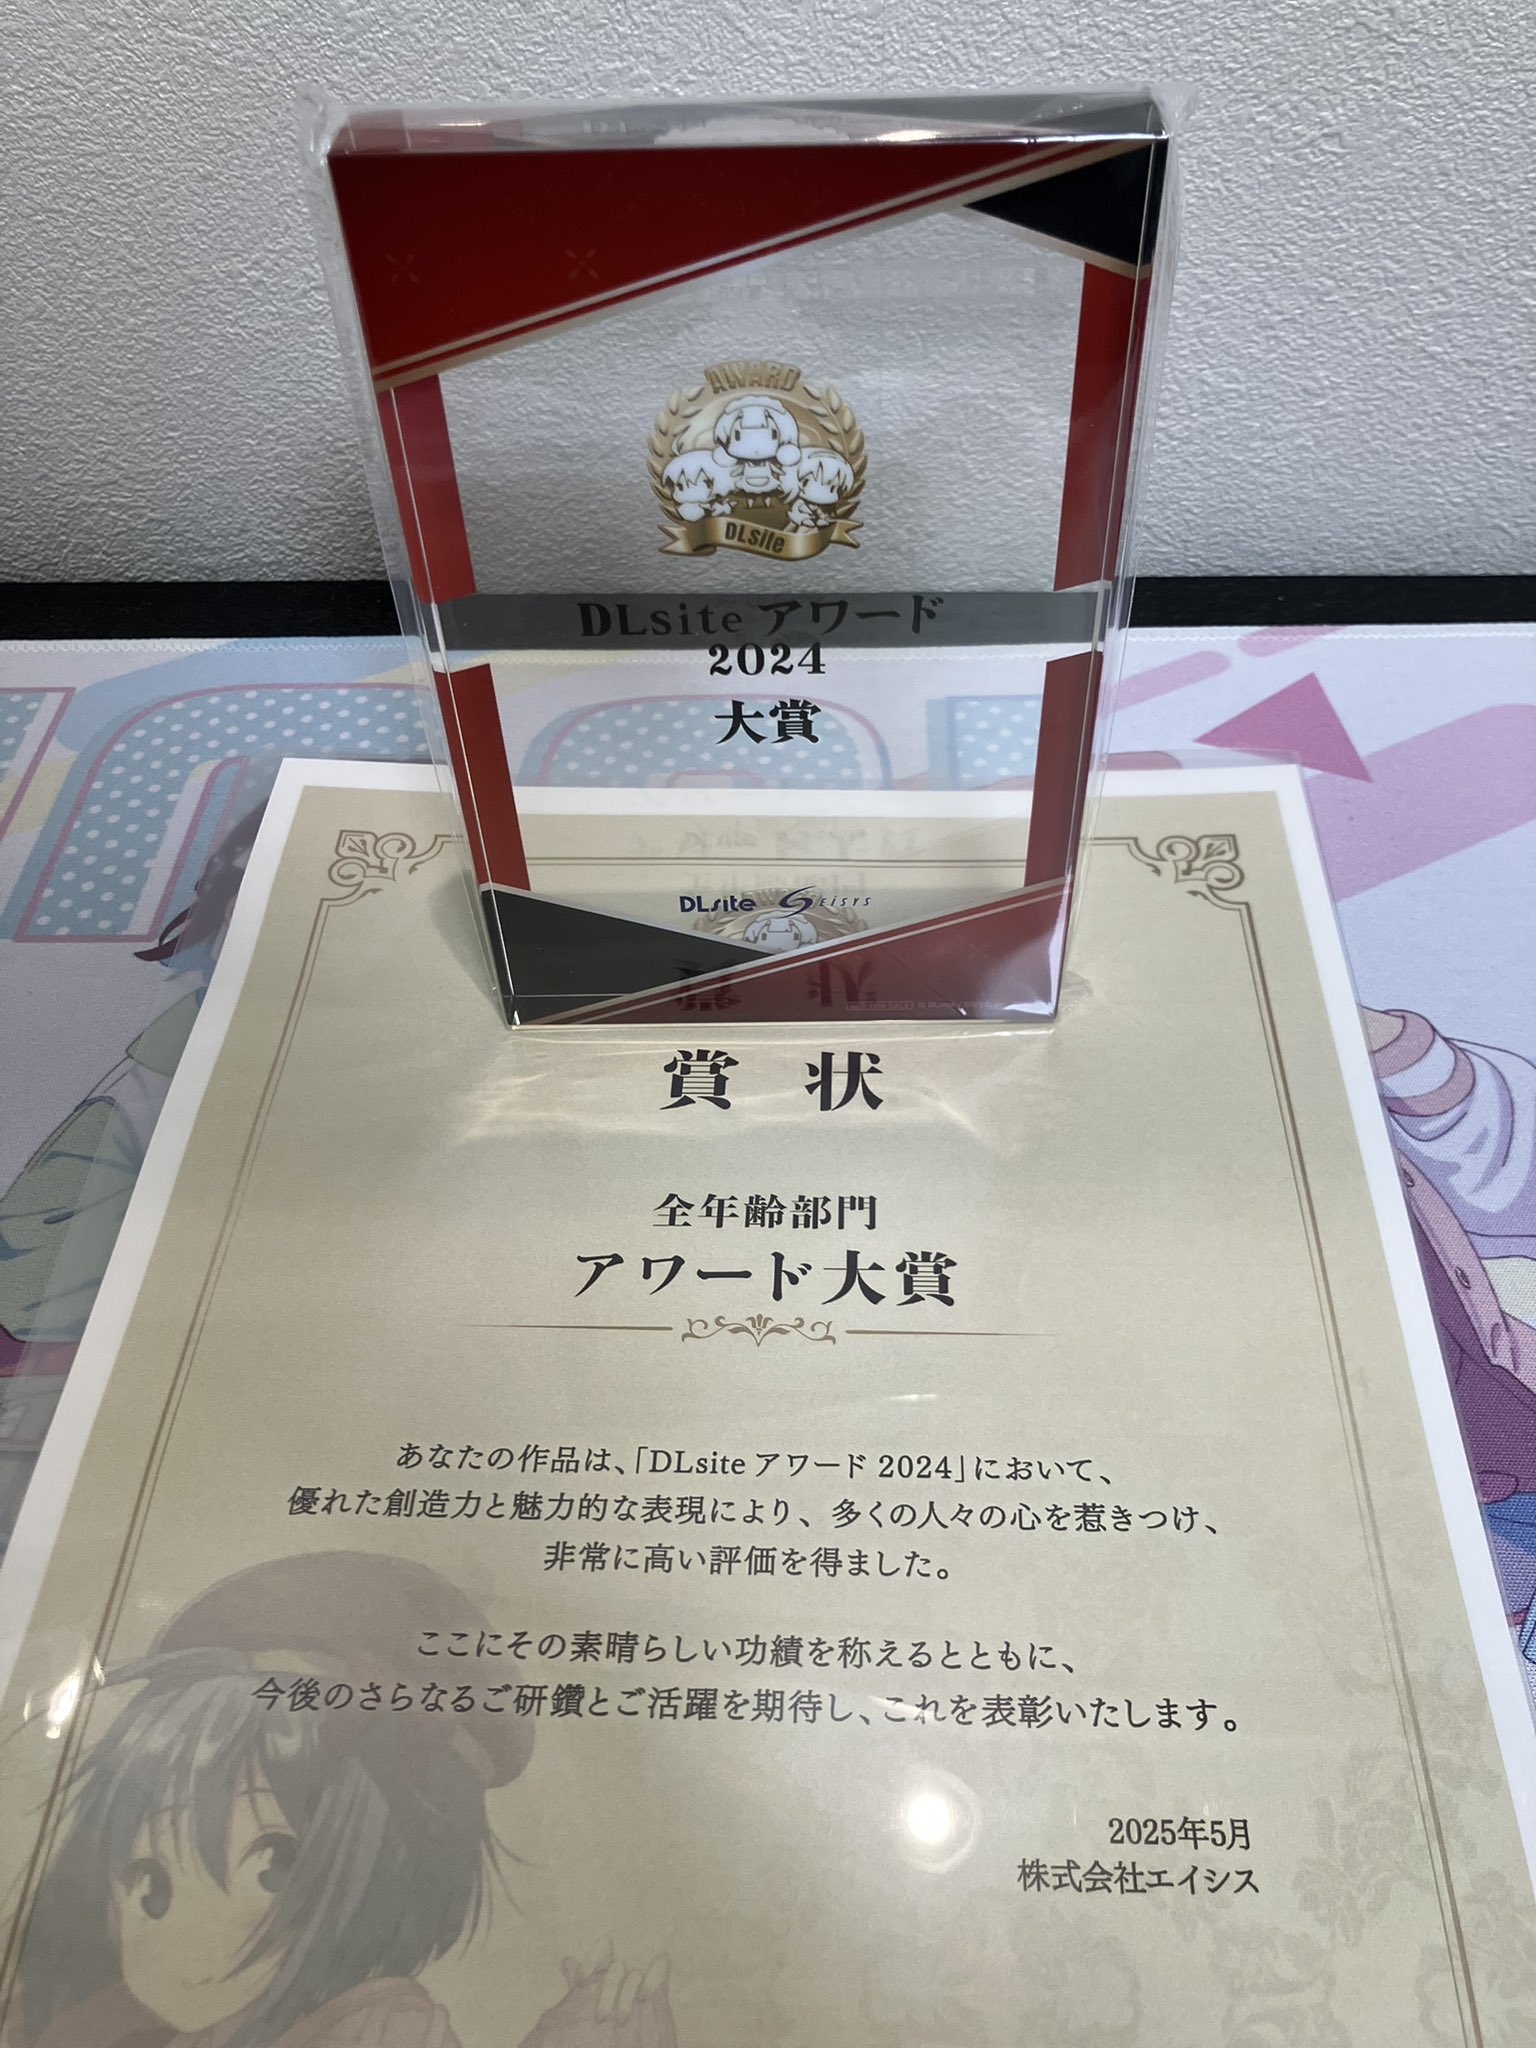 AWARD
DLsite
DLsite アワード
2024
大賞
DLsite eisys
NOT FOR SALE
賞 状
全年齢部門
アワード大賞
あなたの作品は、「DLsite アワード 2024」において、
優れた創造力と魅力的な表現により、多くの人々の心を惹きつけ、
非常に高い評価を得ました。
ここにその素晴らしい功績を称えるとともに、
今後のさらなるご研鑽とご活躍を期待し、これを表彰いたします。
2025年5月
株式会社エイシス